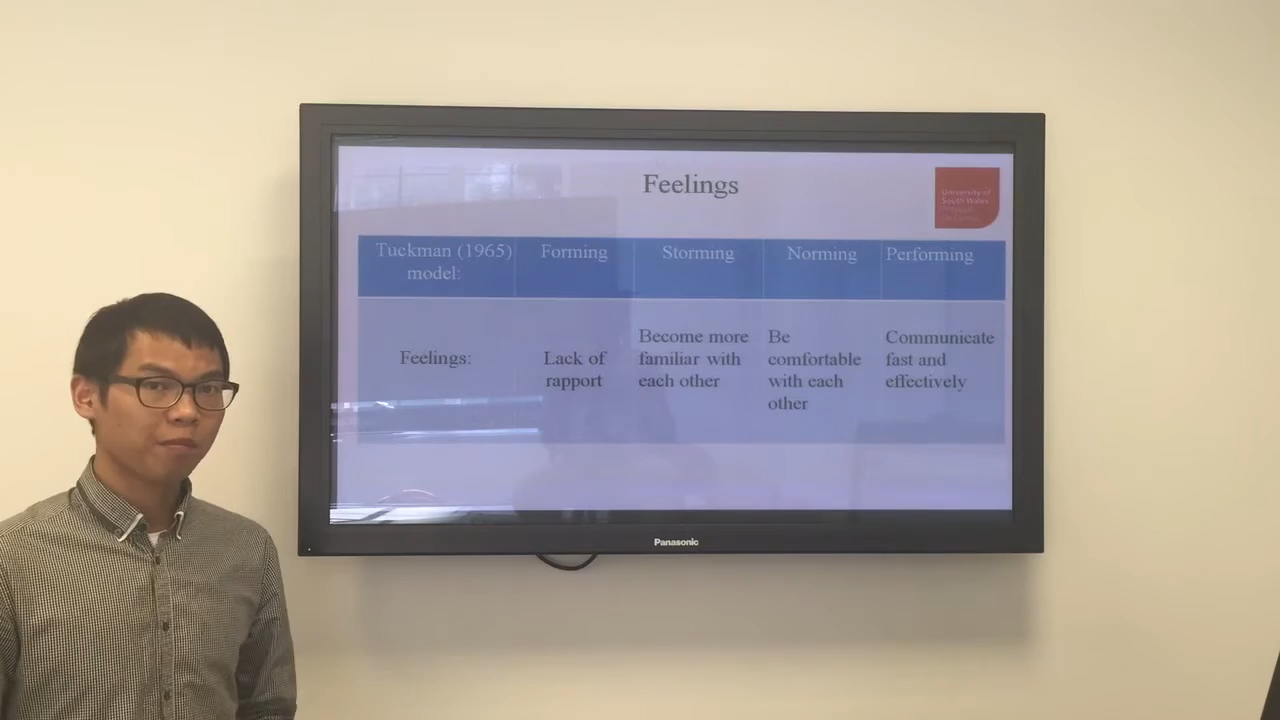 Feelings
University of
South Wales
Tuckman (1965)
model:
Forming
Storming
Norming
Performing
Feelings:
Lack of
rapport
Become more
familiar with
each other
Be
comfortable
with each
other
Communicate
fast and
effectively
Panasonic